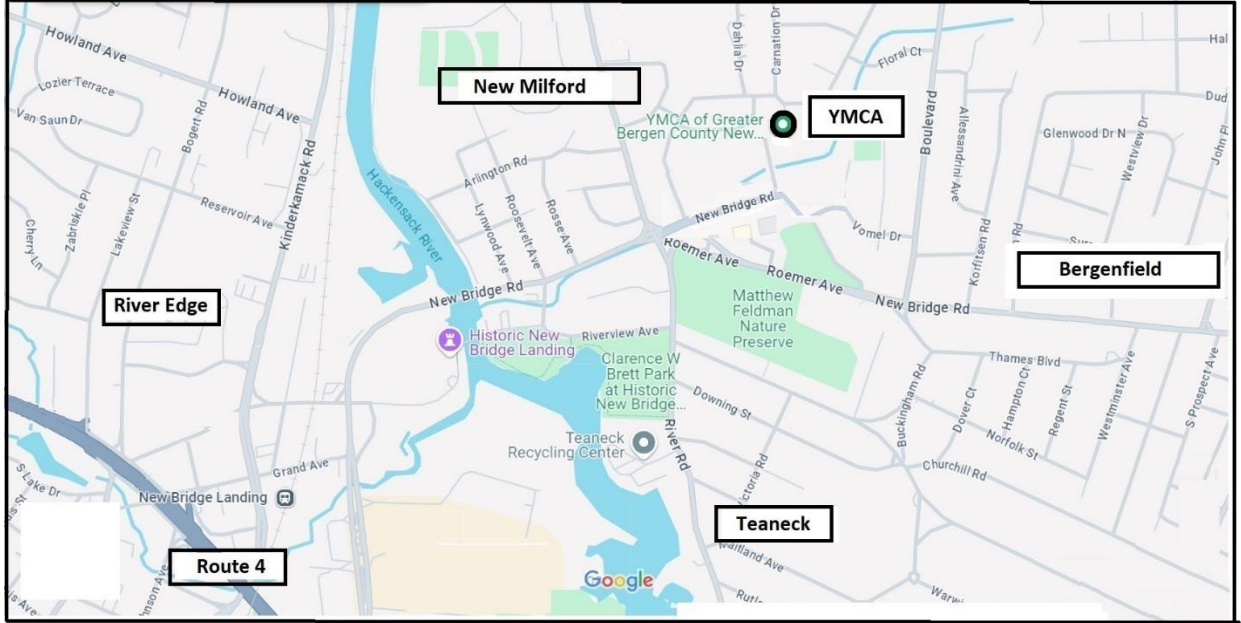 Howland Ave
Lozier Terrace
Van Saun Dr
Bogert Rd
Howland Ave
Kinderkamack Rd
Reservoir Ave
Zabriskie Pl
Lakeview St
Cherry Ln
River Edge
New Milford
Hackensack River
Arlington Rd
Lynwood Ave
Roosevelt Ave
Rosse Ave
New Bridge Rd
Dahlia Dr
Carnation Dr
Floral Ct
YMCA of Greater
Bergen County New...
YMCA
Boulevard
Allessandrini Ave
Korfitsen Rd
Hal
Dud
Glenwood Dr N
Westview Dr
John Pl
New Bridge Rd
Vomel Dr
Roemer Ave
Roemer Ave
New Bridge Rd
Bergenfield
Matthew
Feldman
Nature
Preserve
Historic New
Bridge Landing
Riverview Ave
Clarence W
Brett Park
at Historic
New Bridge...
Downing St
River Rd
Teaneck
Recycling Center
Thames Blvd
Buckingham Rd
Dover Ct
Hampton Ct
Regent St
Westminster Ave
S Prospect Ave
Norfolk St
Churchill Rd
Grand Ave
New Bridge Landing
S Lake Dr
Route 4
Teaneck
Google